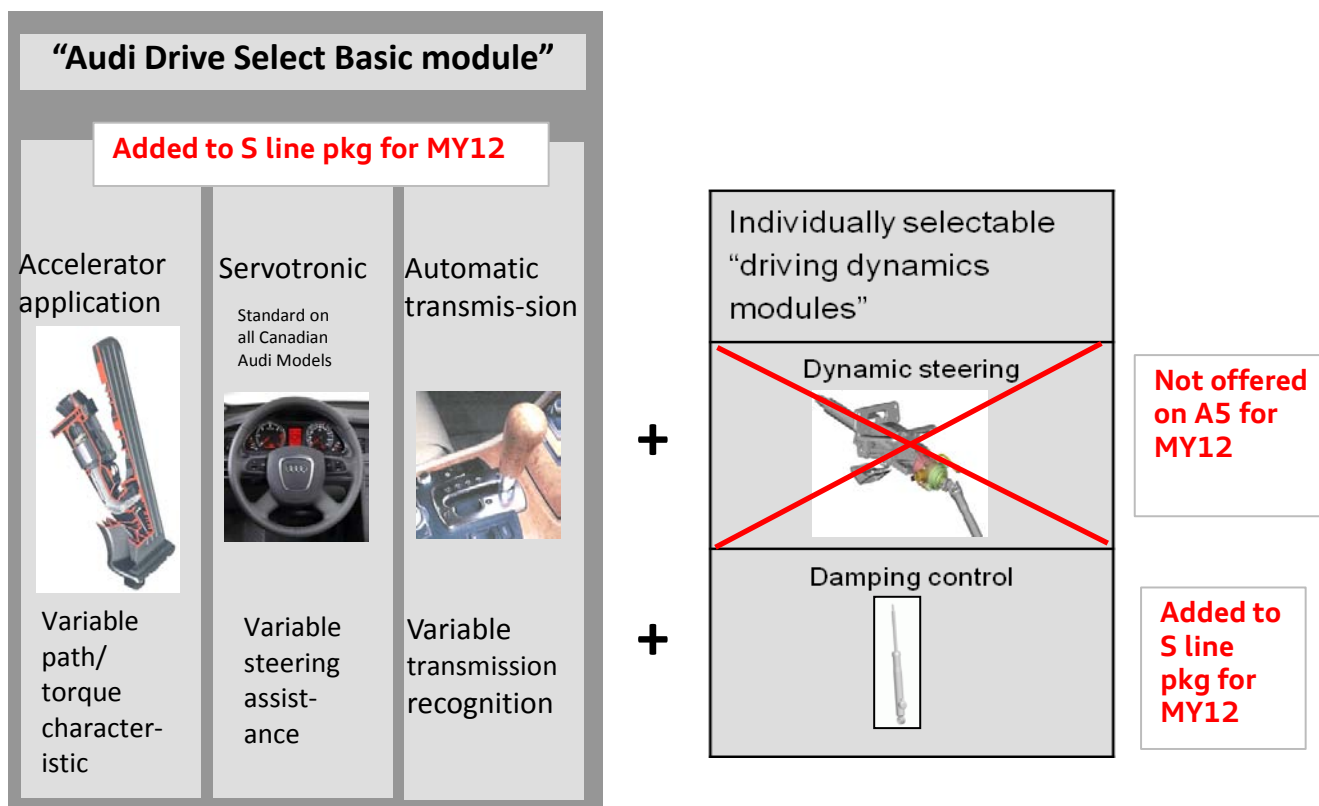 “Audi Drive Select Basic module”
Added to S line pkg for MY12
Accelerator
application
Variable
path/
torque
character-
istic
Servotronic
Standard on
all Canadian
Audi Models
Variable
steering
assist-
ance
Automatic
transmis-sion
Variable
transmission
recognition
+
+
Individually selectable
“driving dynamics
modules”
Dynamic steering
Not offered
on A5 for
MY12
Damping control
Added to
S line
pkg for
MY12